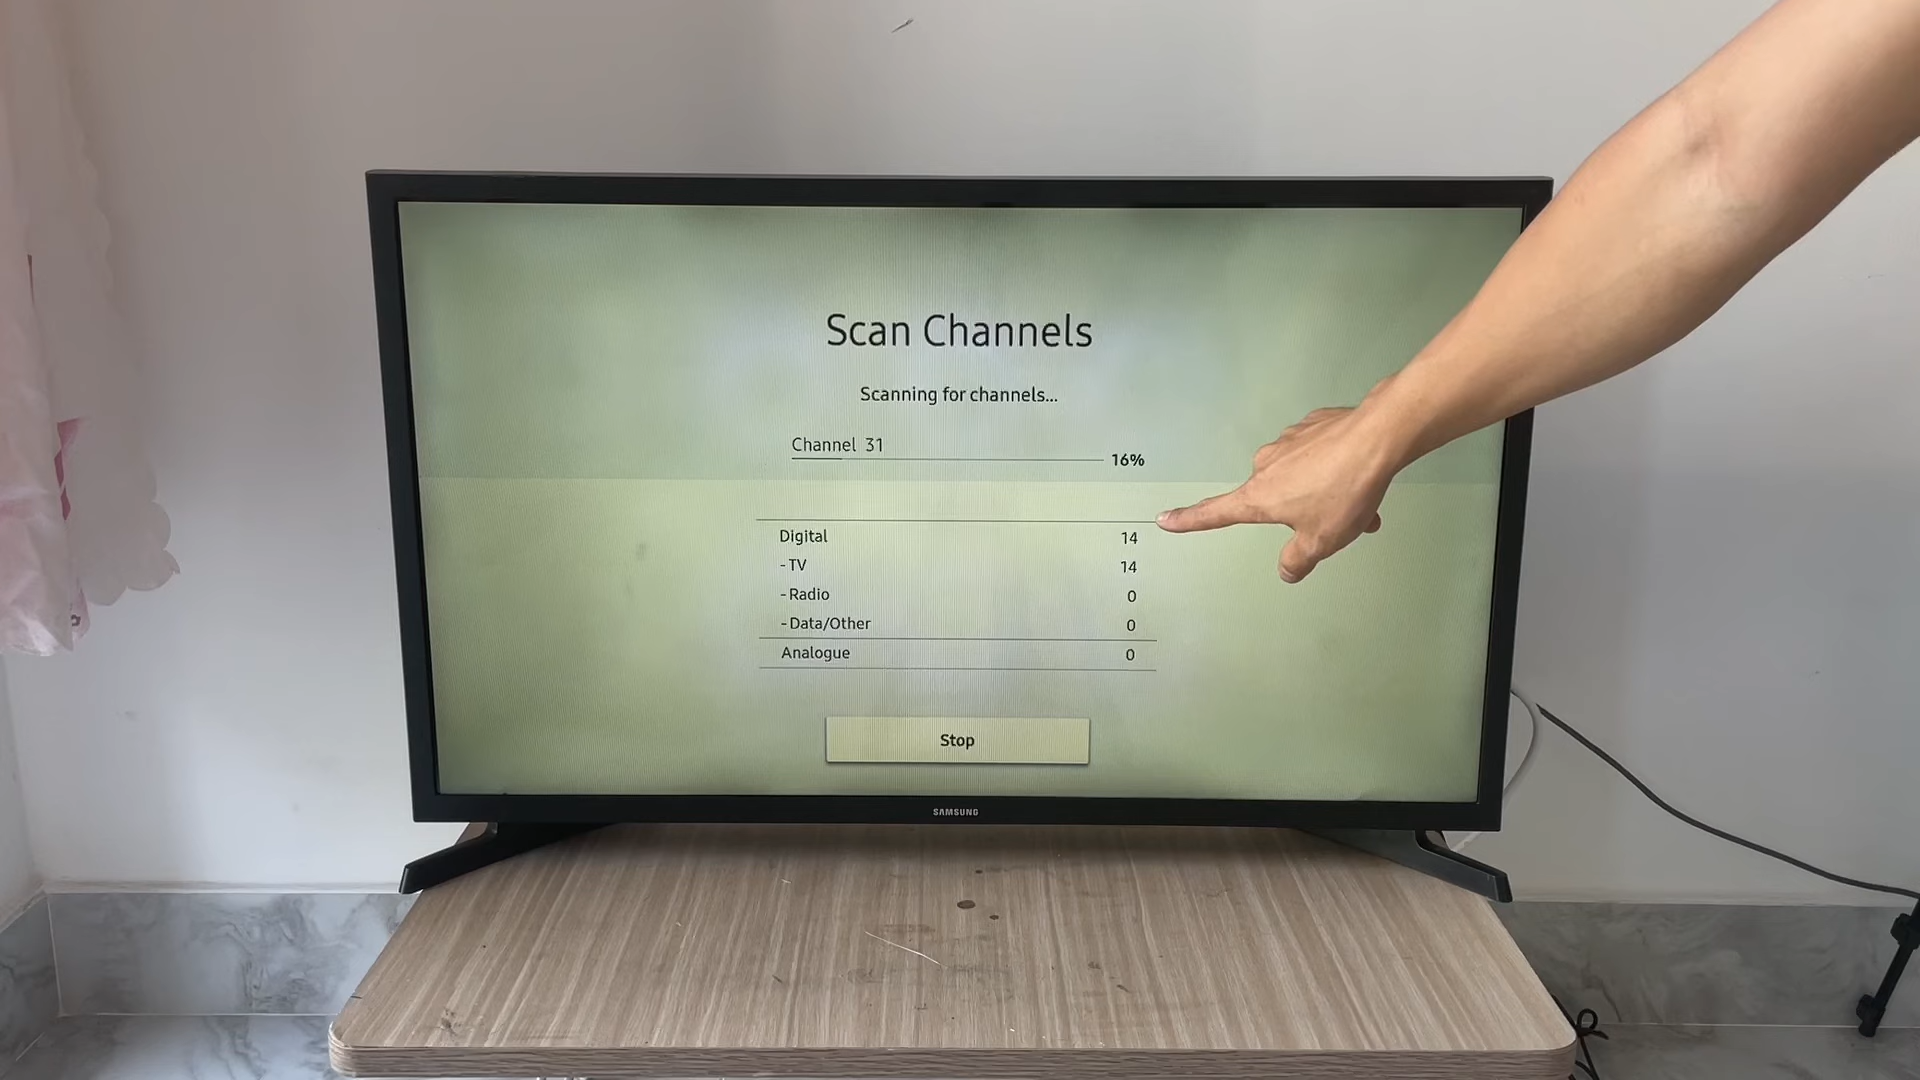 Scan Channels
Scanning for channels...
Channel 31
16%
Digital 14
- TV 14
- Radio 0
- Data/Other 0
Analogue 0
Stop
SAMSUNG